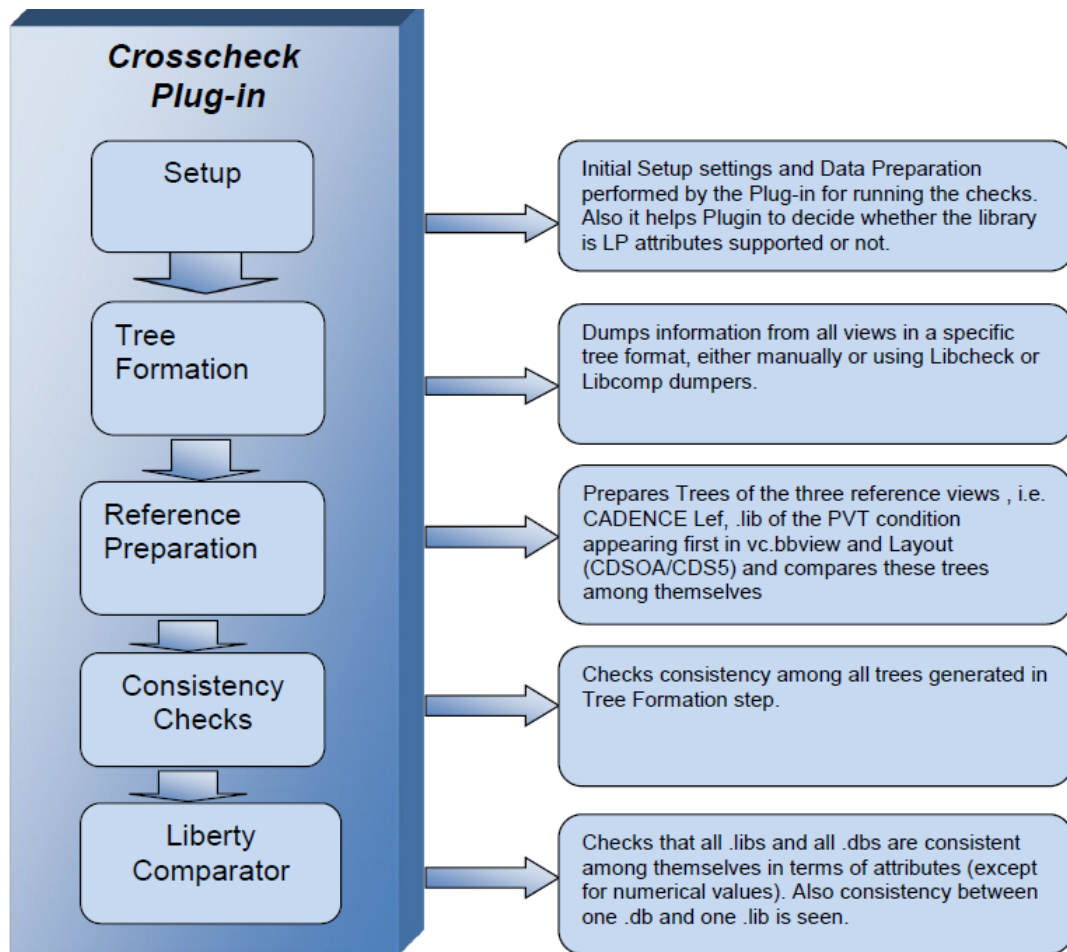 Crosscheck
Plug-in
Setup
Initial Setup settings and Data Preparation
performed by the Plug-in for running the checks.
Also it helps Plugin to decide whether the library
is LP attributes supported or not.
Tree
Formation
Dumps information from all views in a specific
tree format, either manually or using Libcheck or
Libcomp dumpers.
Reference
Preparation
Prepares Trees of the three reference views , i.e.
CADENCE Lef, .lib of the PVT condition
appearing first in vc.bbview and Layout
(CDSOA/CDS5) and compares these trees
among themselves
Consistency
Checks
Checks consistency among all trees generated in
Tree Formation step.
Liberty
Comparator
Checks that all .libs and all .dbs are consistent
among themselves in terms of attributes (except
for numerical values). Also consistency between
one .db and one .lib is seen.